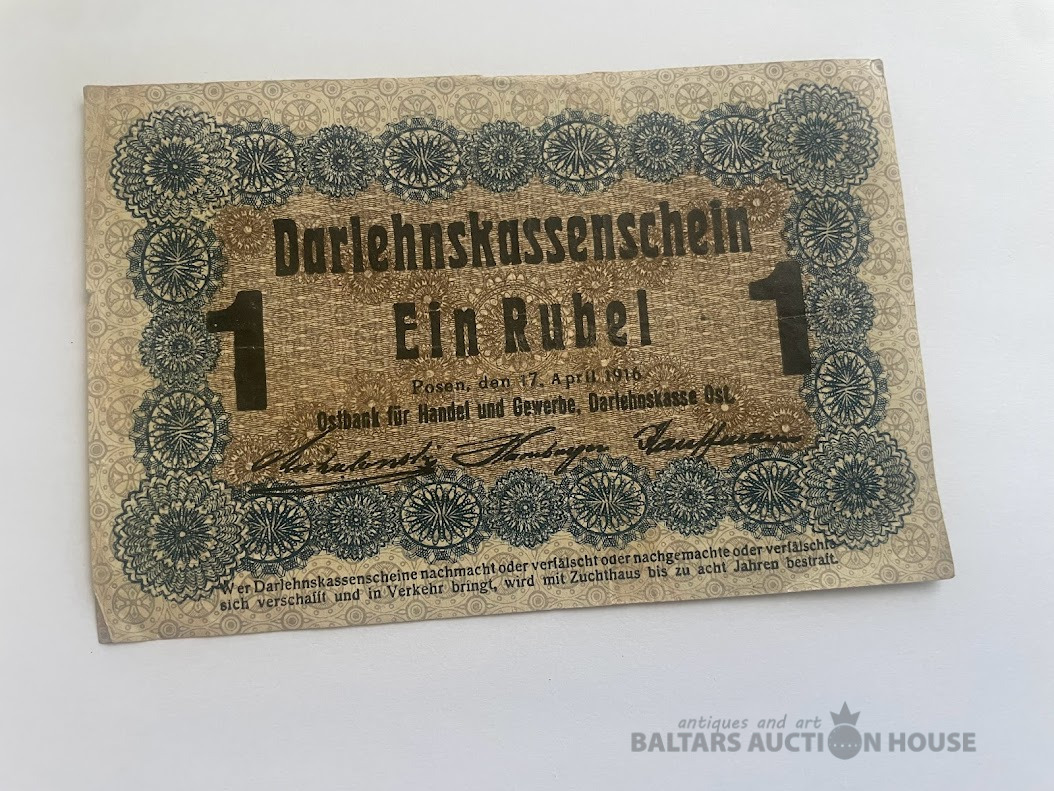 Darlehnskassenschein
1 Ein Rubel 1
Posen, den 17. April 1916
Ostbank für Handel und Gewerbe, Darlehnskasse Ost.
Hamburger Kauffmann
Wer Darlehnskassenscheine nachmacht oder verfälscht oder nachgemachte oder verfälschte
sich verschafft und in Verkehr bringt, wird mit Zuchthaus bis zu acht Jahren bestraft.
antiques and art
BALTARS AUCTION HOUSE